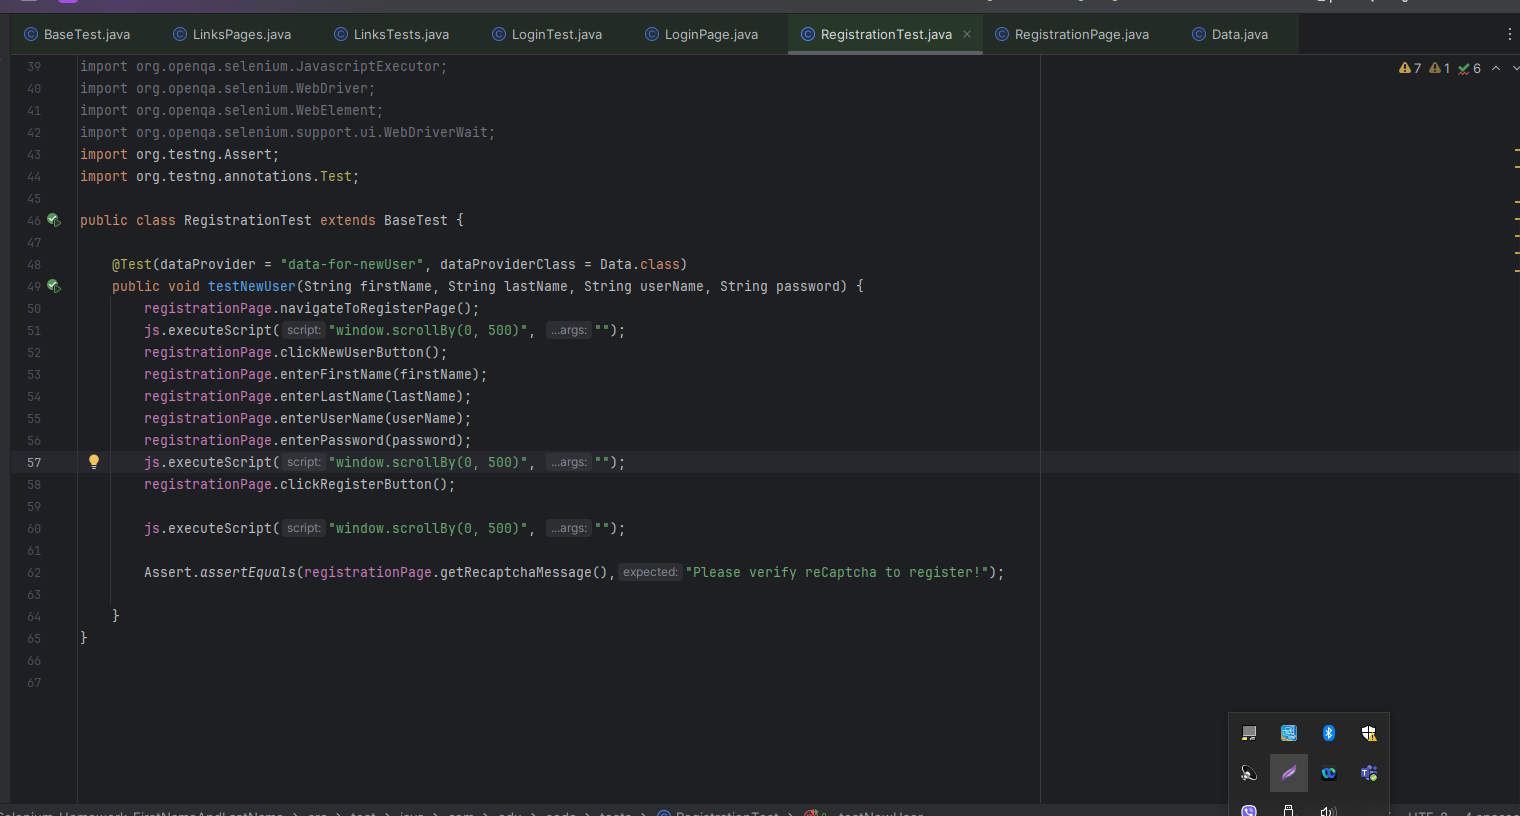 BaseTest.java LinksPages.java LinksTests.java LoginTest.java LoginPage.java RegistrationTest.java RegistrationPage.java Data.java
7 1 6
39 import org.openqa.selenium.JavascriptExecutor;
40 import org.openqa.selenium.WebDriver;
41 import org.openqa.selenium.WebElement;
42 import org.openqa.selenium.support.ui.WebDriverWait;
43 import org.testng.Assert;
44 import org.testng.annotations.Test;
45
46 public class RegistrationTest extends BaseTest {
47
48 @Test(dataProvider = "data-for-newUser", dataProviderClass = Data.class)
49 public void testNewUser(String firstName, String lastName, String userName, String password) {
50 registrationPage.navigateToRegisterPage();
51 js.executeScript( script: "window.scrollBy(0, 500)", ...args: "");
52 registrationPage.clickNewUserButton();
53 registrationPage.enterFirstName(firstName);
54 registrationPage.enterLastName(lastName);
55 registrationPage.enterUserName(userName);
56 registrationPage.enterPassword(password);
57 js.executeScript( script: "window.scrollBy(0, 500)", ...args: "");
58 registrationPage.clickRegisterButton();
59
60 js.executeScript( script: "window.scrollBy(0, 500)", ...args: "");
61
62 Assert.assertEquals(registrationPage.getRecaptchaMessage(), expected: "Please verify reCaptcha to register!");
63
64 }
65 }
66
67